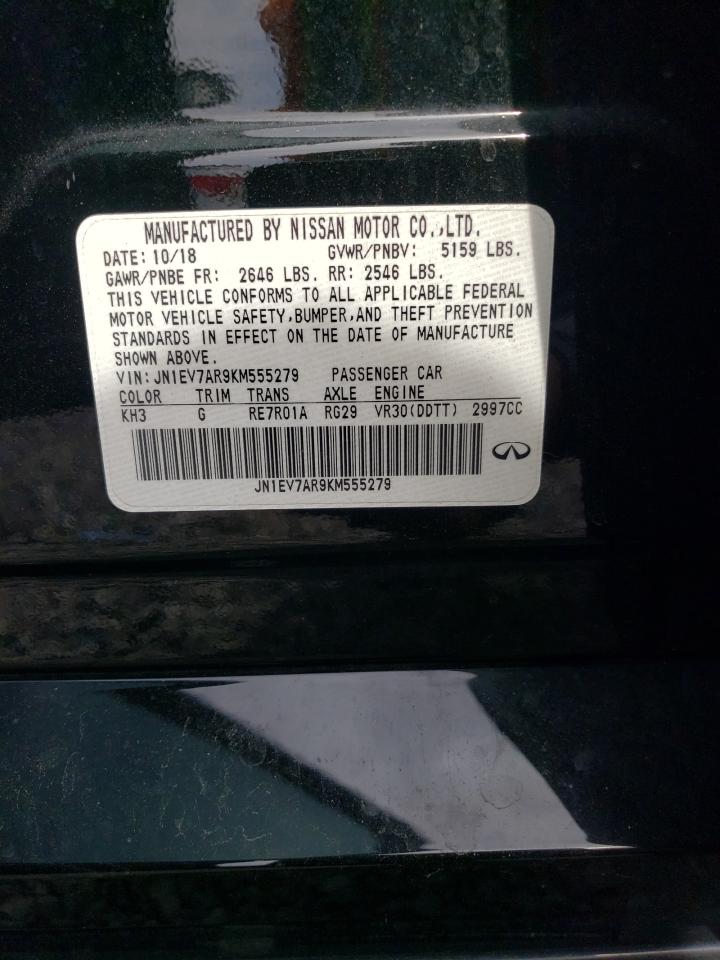 MANUFACTURED BY NISSAN MOTOR CO.,LTD.
DATE: 10/18 GVWR/PNBV: 5159 LBS.
GAWR/PNBE FR: 2646 LBS. RR: 2546 LBS.
THIS VEHICLE CONFORMS TO ALL APPLICABLE FEDERAL
MOTOR VEHICLE SAFETY,BUMPER,AND THEFT PREVENTION
STANDARDS IN EFFECT ON THE DATE OF MANUFACTURE
SHOWN ABOVE.
VIN:JN1EV7AR9KM555279 PASSENGER CAR
COLOR TRIM TRANS AXLE ENGINE
KH3 G RE7R01A RG29 VR30(DDTT) 2997CC
JN1EV7AR9KM555279